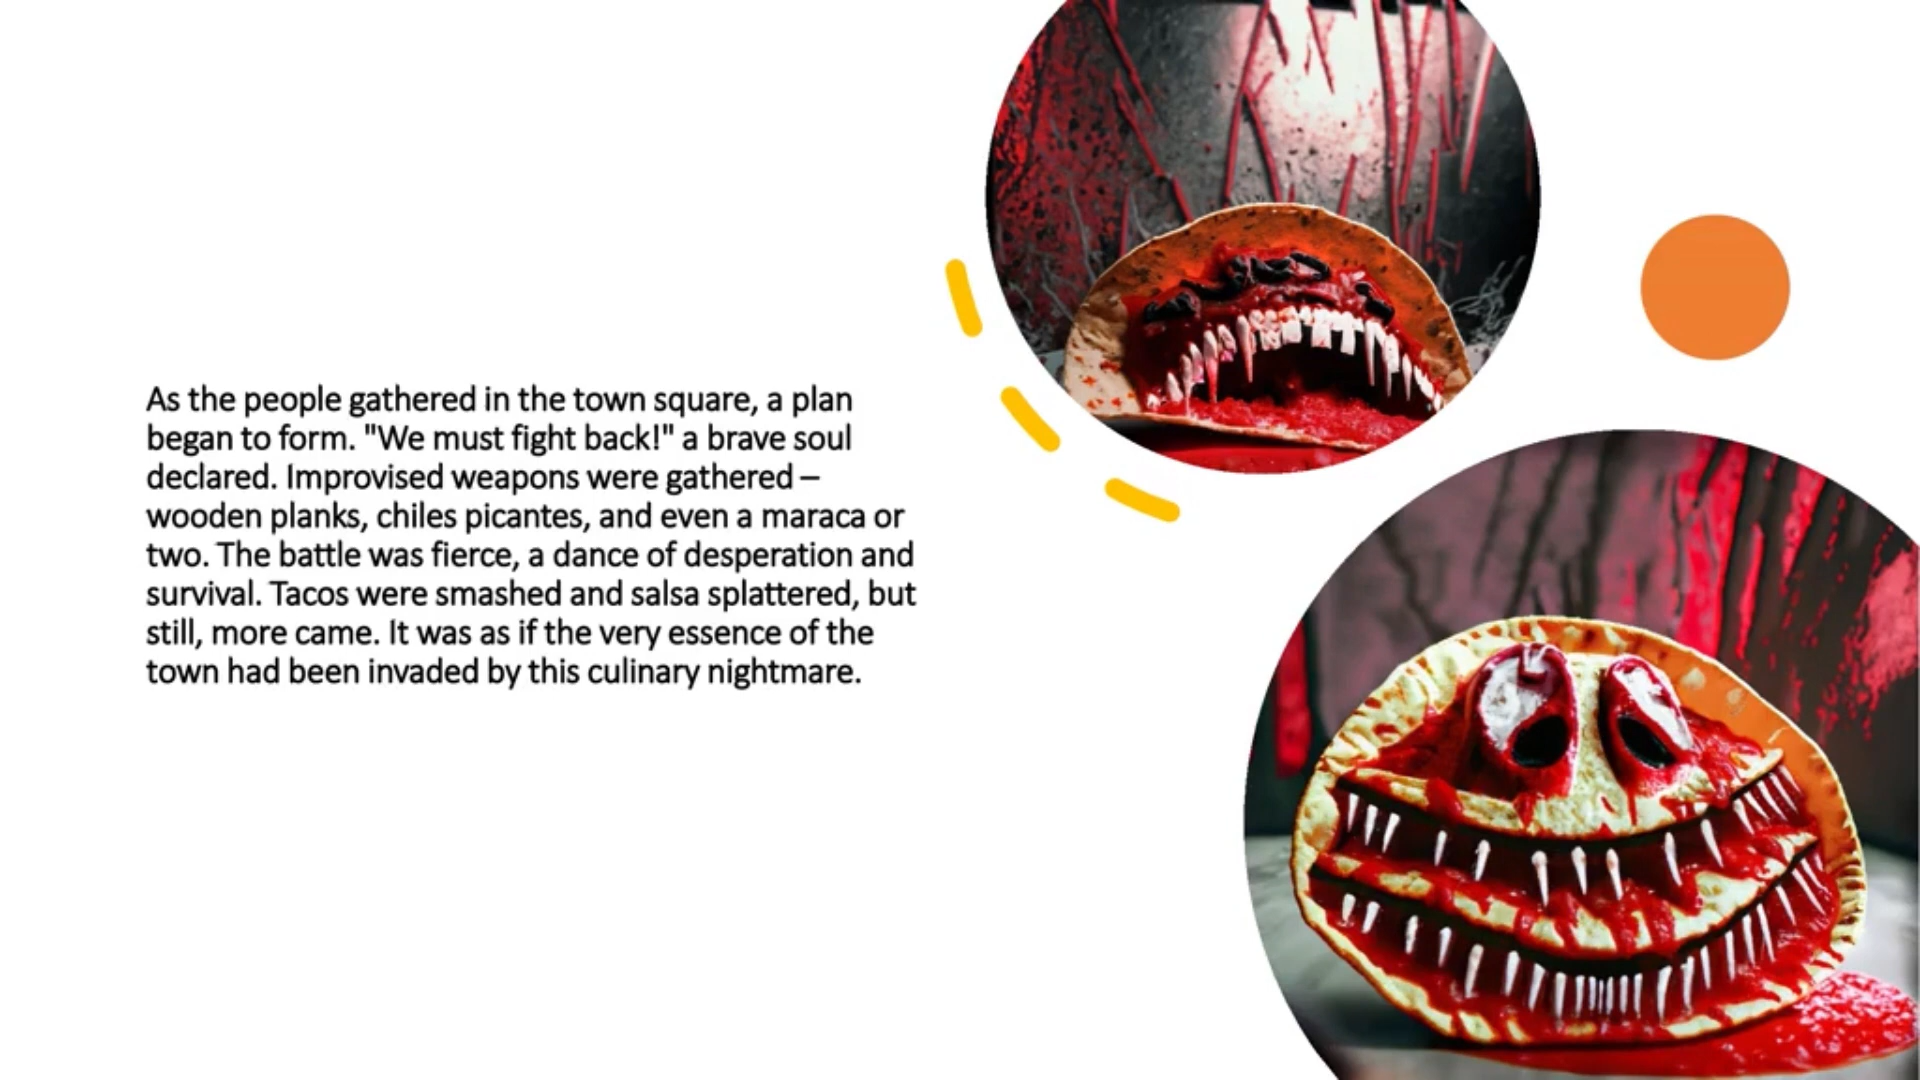 As the people gathered in the town square, a plan
began to form. "We must fight back!" a brave soul
declared. Improvised weapons were gathered –
wooden planks, chiles picantes, and even a maraca or
two. The battle was fierce, a dance of desperation and
survival. Tacos were smashed and salsa splattered, but
still, more came. It was as if the very essence of the
town had been invaded by this culinary nightmare.